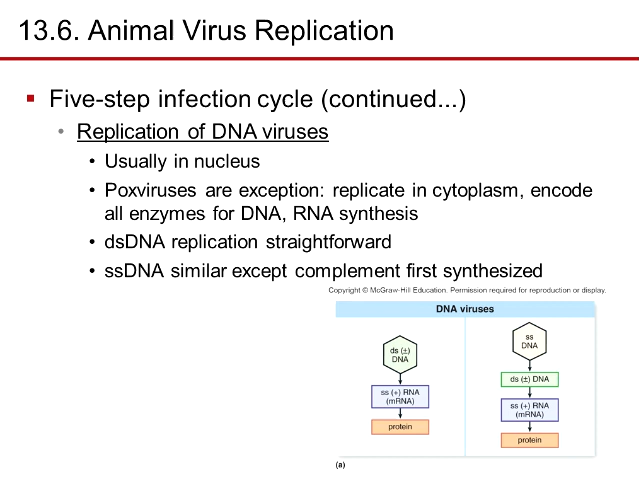 13.6. Animal Virus Replication
▪ Five-step infection cycle (continued...)
• Replication of DNA viruses
• Usually in nucleus
• Poxviruses are exception: replicate in cytoplasm, encode
all enzymes for DNA, RNA synthesis
• dsDNA replication straightforward
• ssDNA similar except complement first synthesized
Copyright © McGraw-Hill Education. Permission required for reproduction or display.
DNA viruses
ds (±)
DNA
ss (+) RNA
(mRNA)
protein
ss
DNA
ds (±) DNA
ss (+) RNA
(mRNA)
protein
(a)